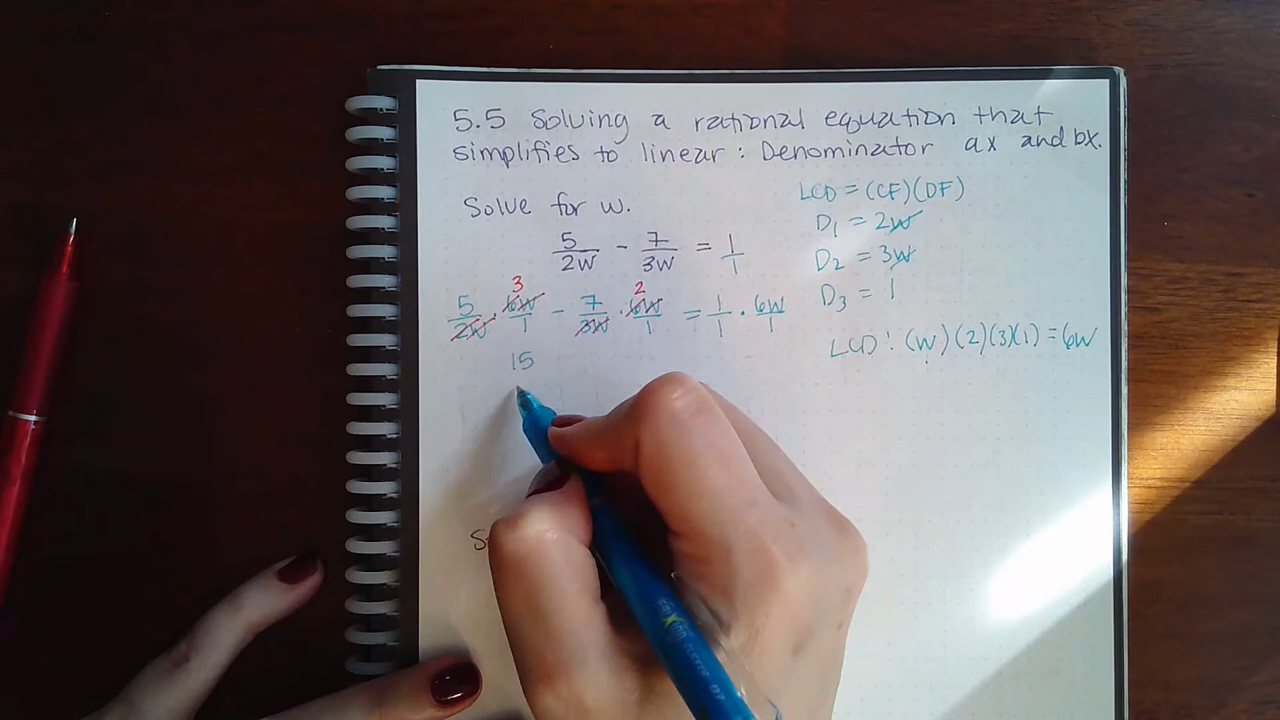 5.5 Solving a rational equation that
simplifies to linear: Denominator ax and bx.
Solve for w.
5/2w - 7/3w = 1/1
5/2w · 6w/1 3 - 7/3w · 6w/1 2 = 1/1 · 6w/1
15
LCD = (CF)(DF)
D1 = 2w
D2 = 3w
D3 = 1
LCD: (w)(2)(3)(1) = 6w